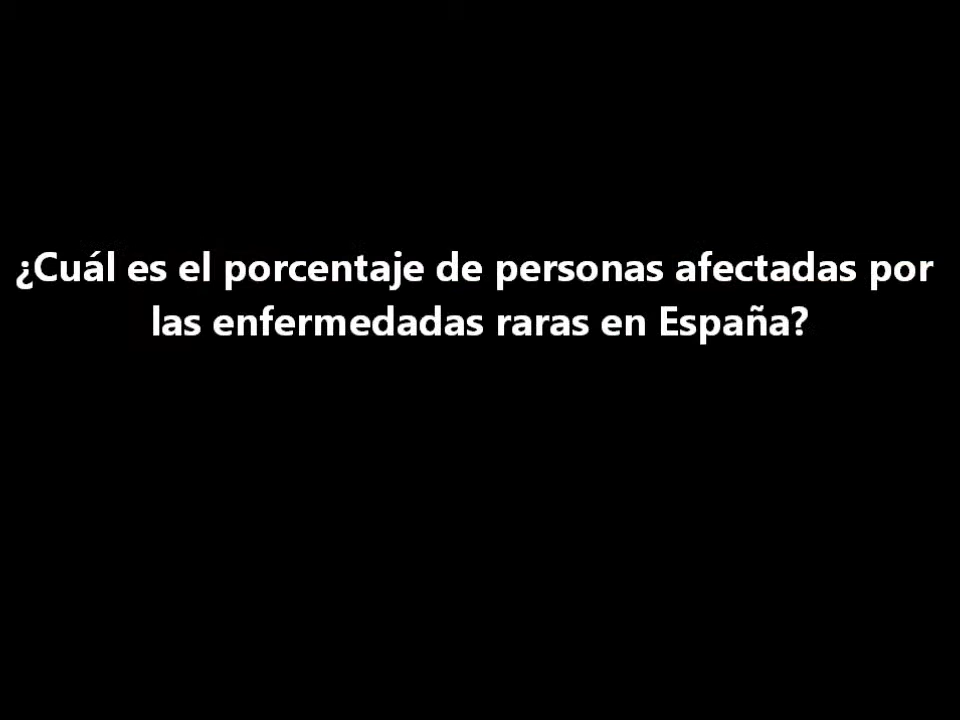 ¿Cuál es el porcentaje de personas afectadas por
las enfermedadas raras en España?